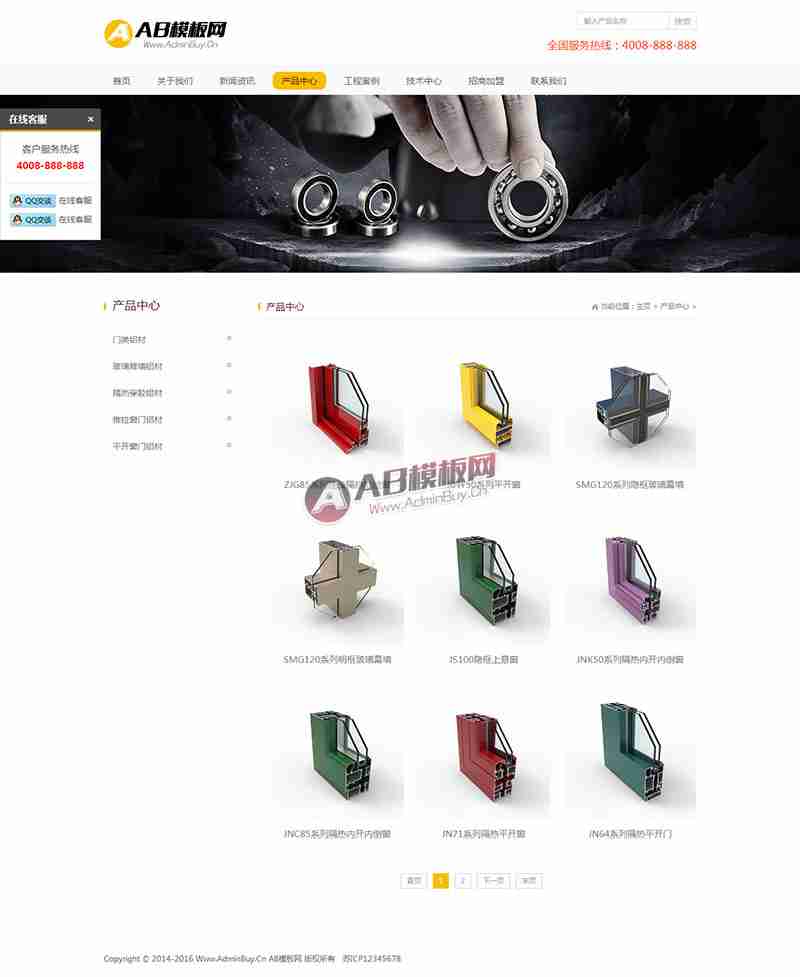 AB模板网
Www.AdminBuy.Cn
输入产品名称 搜索
全国服务热线：4008-888-888
首页 关于我们 新闻资讯 产品中心 工程案例 技术中心 招商加盟 联系我们
在线客服 ×
客户服务热线
4008-888-888
QQ交谈 在线客服
QQ交谈 在线客服
产品中心
门类铝材
玻璃幕墙铝材
隔热穿胶铝材
推拉窗门铝材
平开窗门铝材
产品中心
当前位置：主页 > 产品中心 >
ZJG85
50系列平开窗
SMG120系列隐框玻璃幕墙
AB模板网
Www.AdminBuy.Cn
SMG120系列明框玻璃幕墙
JS100隐框上悬窗
JNK50系列隔热内开内倒窗
JNC85系列隔热内开内倒窗
JN71系列隔热平开窗
JN64系列隔热平开门
首页 1 2 下一页 末页
Copyright © 2014-2016 Www.AdminBuy.Cn AB模板网 版权所有 苏ICP12345678